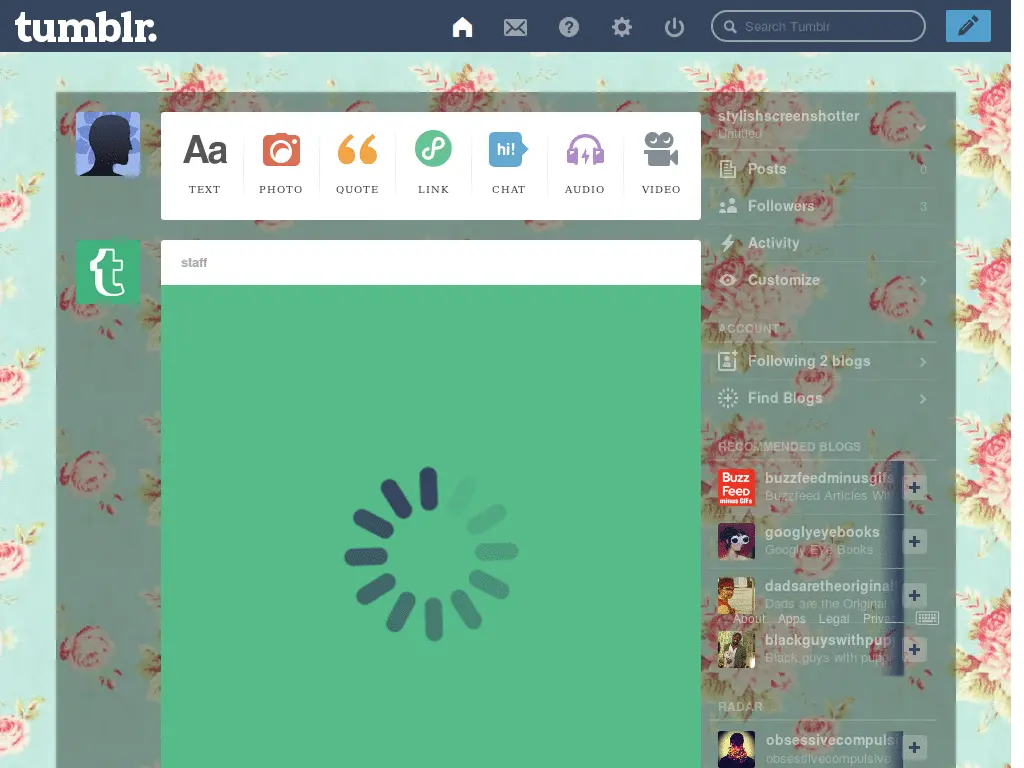 tumblr.
Search Tumblr
stylishscreenshotter
Untitled
Aa
hi!
TEXT
PHOTO
QUOTE
LINK
CHAT
AUDIO
VIDEO
Posts
0
Followers
3
Activity
Customize
t
staff
ACCOUNT
Following 2 blogs
Find Blogs
RECOMMENDED BLOGS
Buzz
Feed
minus GIFs
buzzfeedminusgifs
Buzzfeed Articles Wi
googlyeyebooks
Googly Eye Books
dadsaretheoriginal
Dads are the Original
About Apps Legal Priva
blackguyswithpup
Black guys with pupp
RADAR
obsessivecompuls
obsessivecompulsive